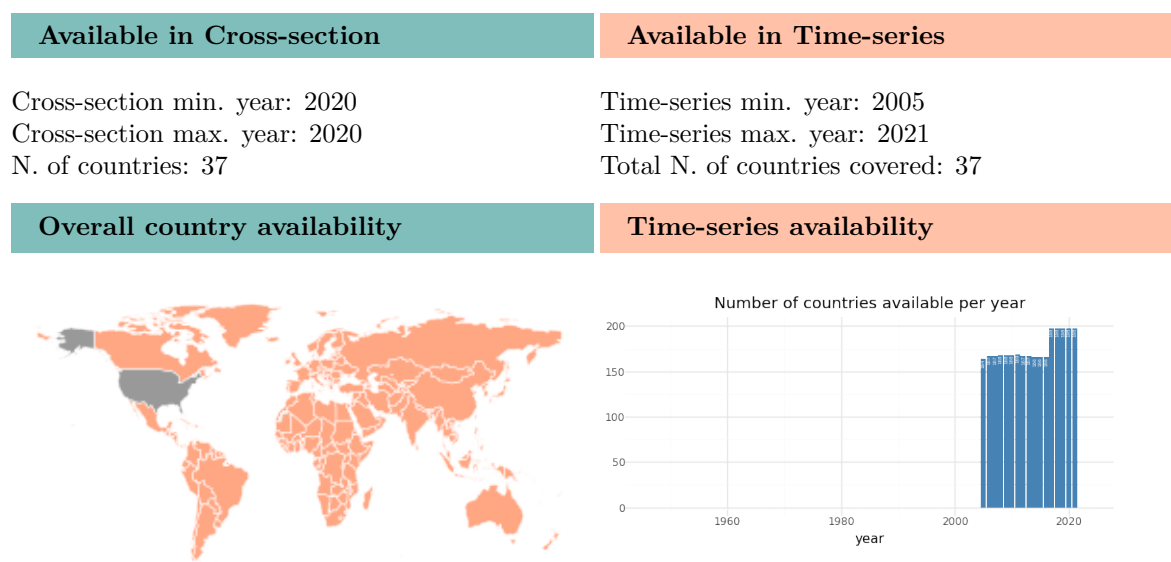 Available in Cross-section
Available in Time-series
Cross-section min. year: 2020
Cross-section max. year: 2020
N. of countries: 37
Time-series min. year: 2005
Time-series max. year: 2021
Total N. of countries covered: 37
Overall country availability
Time-series availability
Number of countries available per year
200
150
100
50
0
1960
1980
2000
2020
year